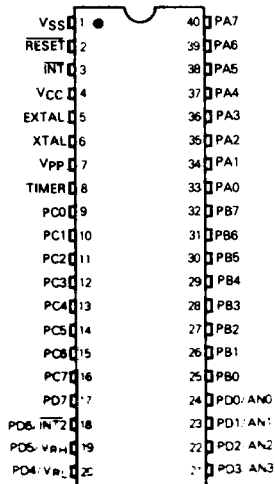 VSS 1 40 PA7
RESET 2 39 PA6
INT 3 38 PA5
VCC 4 37 PA4
EXTAL 5 36 PA3
XTAL 6 35 PA2
VPP 7 34 PA1
TIMER 8 33 PA0
PC0 9 32 PB7
PC1 10 31 PB6
PC2 11 30 PB5
PC3 12 29 PB4
PC4 13 28 PB3
PC5 14 27 PB2
PC6 15 26 PB1
PC7 16 25 PB0
PD7 17 24 PD0/AN0
PD6/INT2 18 23 PD1/AN1
PD5/VRH 19 22 PD2/AN2
PD4/VRL 20 21 PD3/AN3